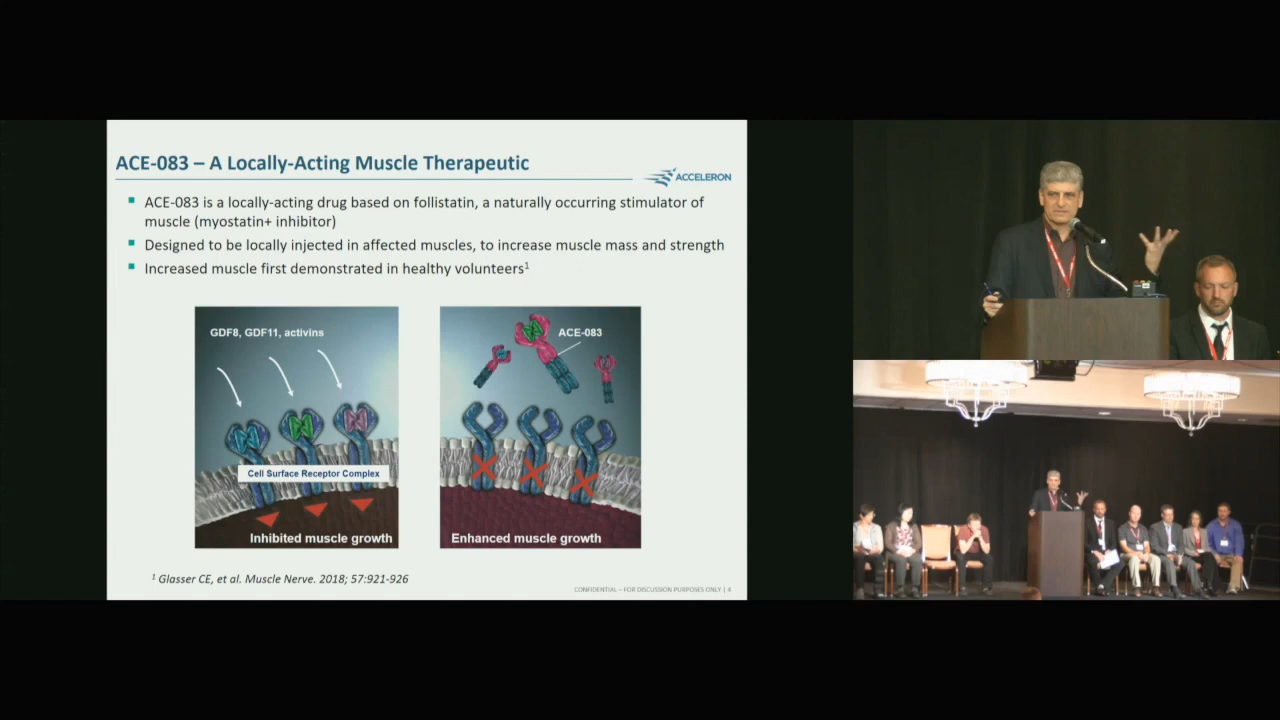 ACE-083 – A Locally-Acting Muscle Therapeutic
ACCELERON
ACE-083 is a locally-acting drug based on follistatin, a naturally occurring stimulator of
muscle (myostatin+ inhibitor)
Designed to be locally injected in affected muscles, to increase muscle mass and strength
Increased muscle first demonstrated in healthy volunteers1
GDF8, GDF11, activins
Cell Surface Receptor Complex
Inhibited muscle growth
ACE-083
Enhanced muscle growth
1 Glasser CE, et al. Muscle Nerve. 2018; 57:921-926
CONFIDENTIAL – FOR DISCUSSION PURPOSES ONLY | 4